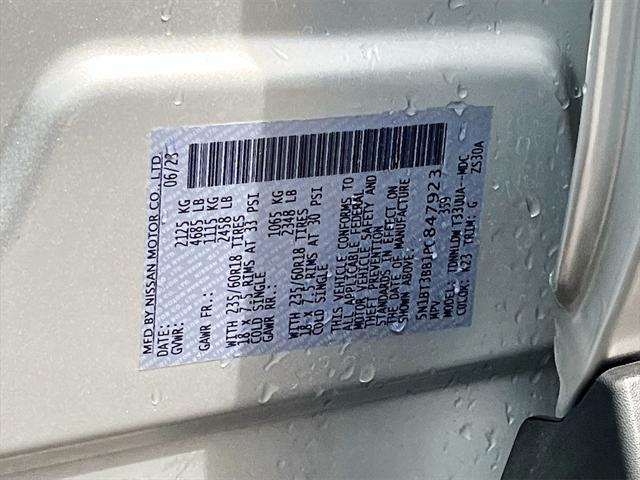 MFD BY NISSAN MOTOR CO., LTD.
DATE: 06/23
GVWR: 2125 KG
4685 LB
GAWR FR.: 1115 KG
2458 LB
WITH 235/60R18 TIRES
18 X 7.5 RIMS AT 33 PSI
COLD SINGLE
GAWR RR.: 1065 KG
2348 LB
WITH 235/60R18 TIRES
18 X 7.5 RIMS AT 30 PSI
COLD SINGLE
THIS VEHICLE CONFORMS TO
ALL APPLICABLE FEDERAL
MOTOR VEHICLE SAFETY AND
THEFT PREVENTION
STANDARDS IN EFFECT ON
THE DATE OF MANUFACTURE
SHOWN ABOVE.
5N1BT3BB1PC847923
MPV 359
MODEL: TDNNLDW T33UUA-MDC
COLOR: K23 TRIM: G ZS30A